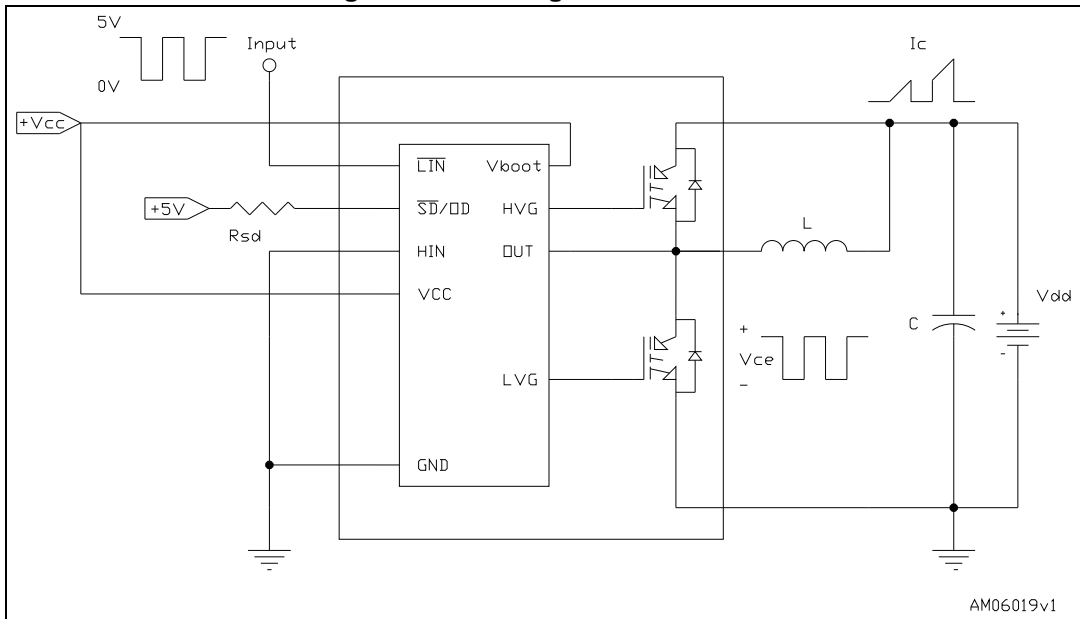 5V
0V
Input
Ic
+Vcc
LIN
Vboot
+5V
Rsd
SD/OD
HVG
HIN
OUT
L
VCC
LVG
GND
+
Vce
-
C
+
-
Vdd
AM06019v1